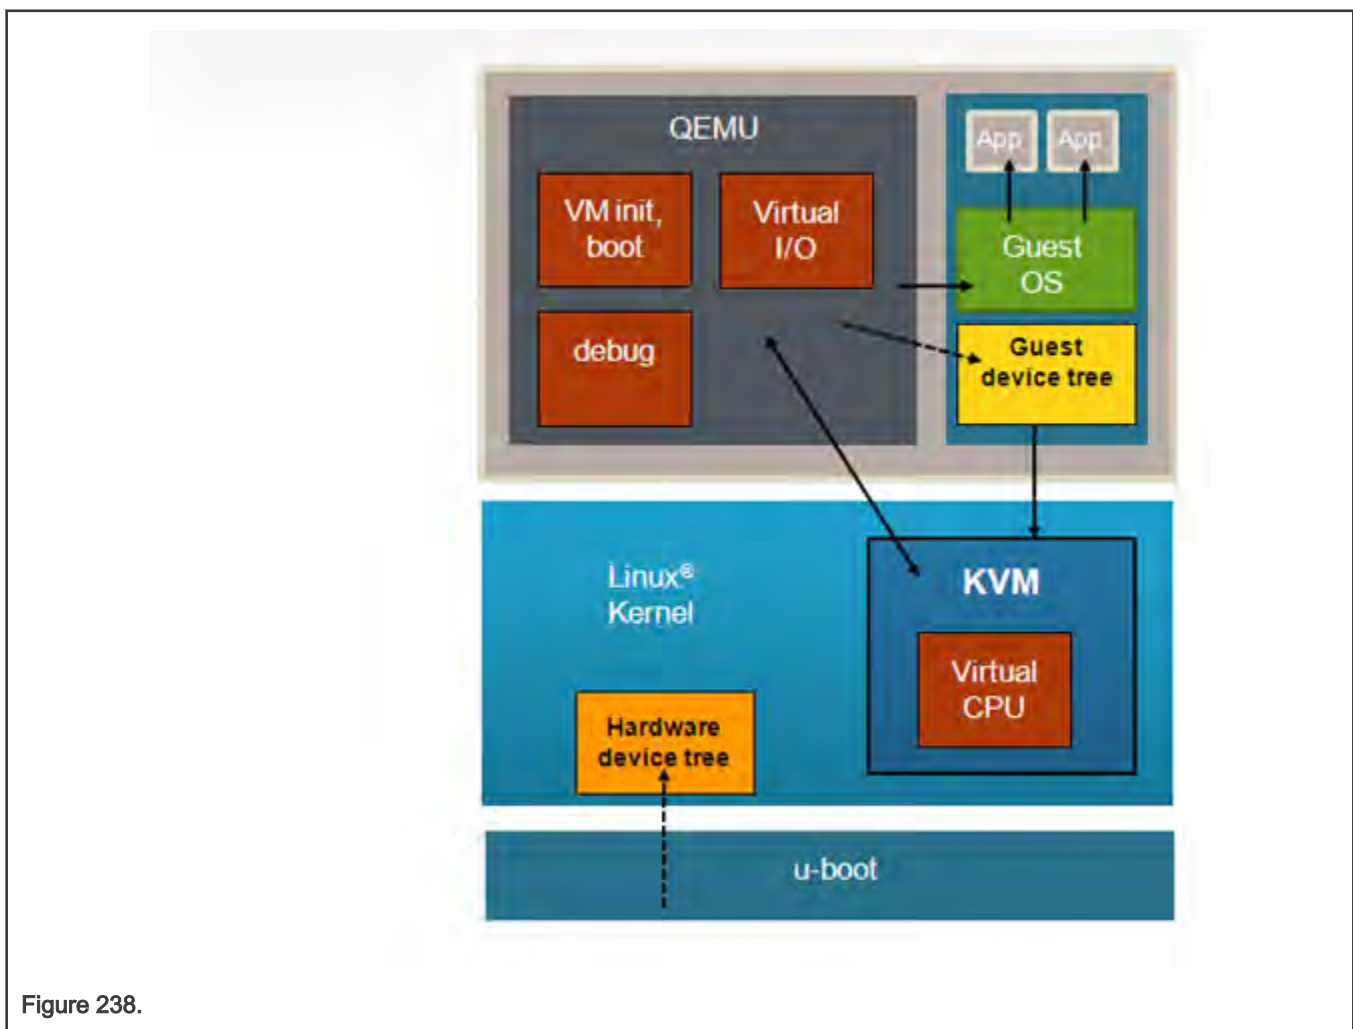 QEMU
VM init,
boot
Virtual
I/O
debug
App
App
Guest
OS
Guest
device tree
Linux®
Kernel
KVM
Virtual
CPU
Hardware
device tree
u-boot
Figure 238.